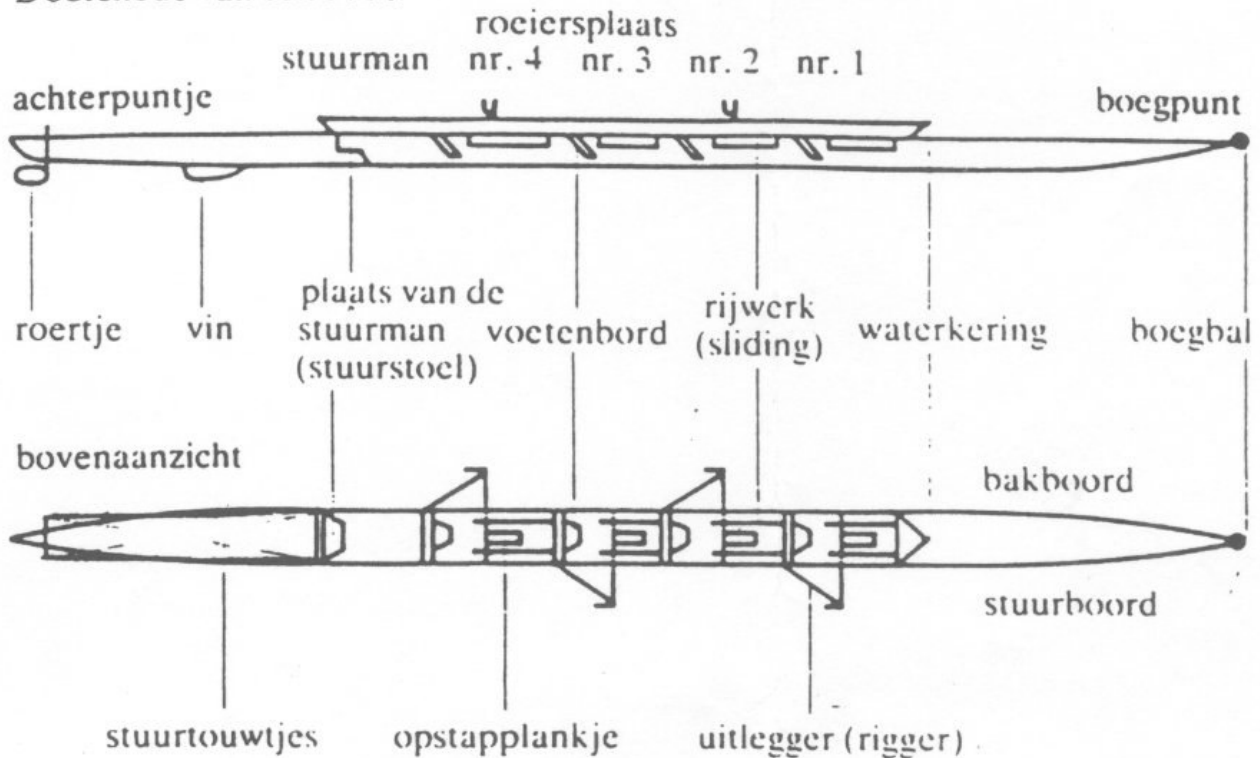 roeiersplaats
stuurman nr. 4 nr. 3 nr. 2 nr. 1
achterpuntje boegpunt
roertje vin plaats van de stuurman (stuurstoel) voetenbord rijwerk (sliding) waterkering boegbal
bovenaanzicht
bakboord
stuurboord
stuurtouwtjes opstapplankje uitlegger (rigger)